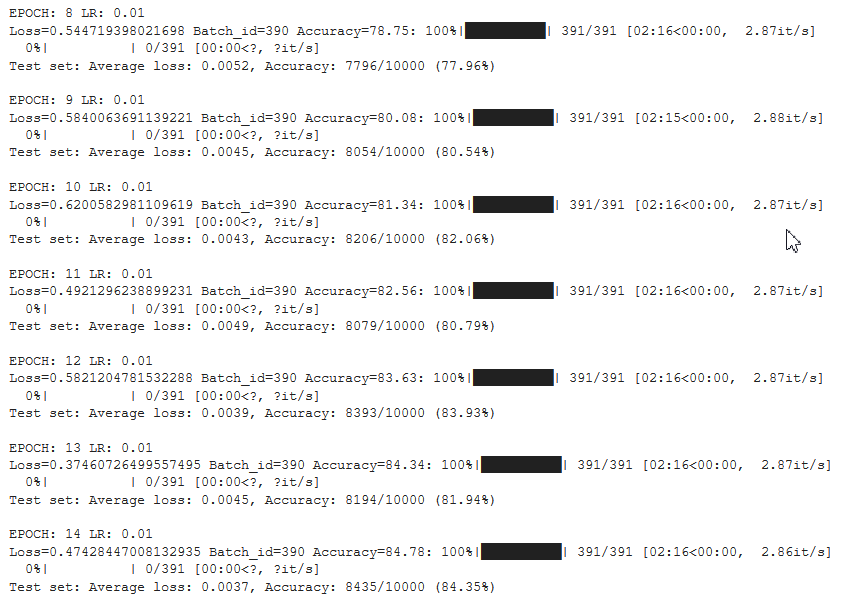 EPOCH: 8 LR: 0.01
Loss=0.544719398021698 Batch_id=390 Accuracy=78.75: 100%|██████████| 391/391 [02:16<00:00, 2.87it/s]
0%| | 0/391 [00:00<?, ?it/s]
Test set: Average loss: 0.0052, Accuracy: 7796/10000 (77.96%)
EPOCH: 9 LR: 0.01
Loss=0.5840063691139221 Batch_id=390 Accuracy=80.08: 100%|██████████| 391/391 [02:15<00:00, 2.88it/s]
0%| | 0/391 [00:00<?, ?it/s]
Test set: Average loss: 0.0045, Accuracy: 8054/10000 (80.54%)
EPOCH: 10 LR: 0.01
Loss=0.6200582981109619 Batch_id=390 Accuracy=81.34: 100%|██████████| 391/391 [02:16<00:00, 2.87it/s]
0%| | 0/391 [00:00<?, ?it/s]
Test set: Average loss: 0.0043, Accuracy: 8206/10000 (82.06%)
EPOCH: 11 LR: 0.01
Loss=0.4921296238899231 Batch_id=390 Accuracy=82.56: 100%|██████████| 391/391 [02:16<00:00, 2.87it/s]
0%| | 0/391 [00:00<?, ?it/s]
Test set: Average loss: 0.0049, Accuracy: 8079/10000 (80.79%)
EPOCH: 12 LR: 0.01
Loss=0.5821204781532288 Batch_id=390 Accuracy=83.63: 100%|██████████| 391/391 [02:16<00:00, 2.87it/s]
0%| | 0/391 [00:00<?, ?it/s]
Test set: Average loss: 0.0039, Accuracy: 8393/10000 (83.93%)
EPOCH: 13 LR: 0.01
Loss=0.37460726499557495 Batch_id=390 Accuracy=84.34: 100%|██████████| 391/391 [02:16<00:00, 2.87it/s]
0%| | 0/391 [00:00<?, ?it/s]
Test set: Average loss: 0.0045, Accuracy: 8194/10000 (81.94%)
EPOCH: 14 LR: 0.01
Loss=0.47428447008132935 Batch_id=390 Accuracy=84.78: 100%|██████████| 391/391 [02:16<00:00, 2.86it/s]
0%| | 0/391 [00:00<?, ?it/s]
Test set: Average loss: 0.0037, Accuracy: 8435/10000 (84.35%)